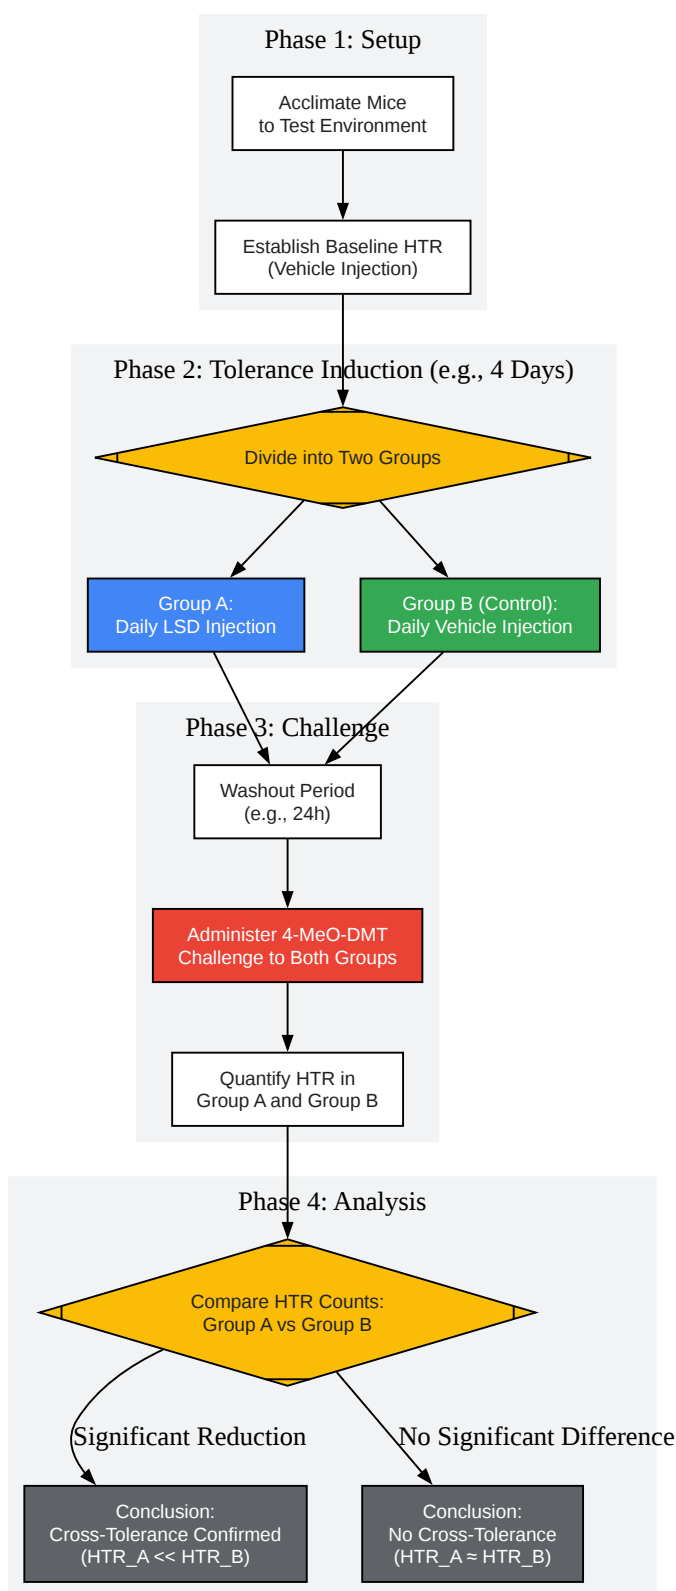 Phase 1: Setup
Acclimate Mice
to Test Environment
Establish Baseline HTR
(Vehicle Injection)
Phase 2: Tolerance Induction (e.g., 4 Days)
Divide into Two Groups
Group A:
Daily LSD Injection
Group B (Control):
Daily Vehicle Injection
Phase 3: Challenge
Washout Period
(e.g., 24h)
Administer 4-MeO-DMT
Challenge to Both Groups
Quantify HTR in
Group A and Group B
Phase 4: Analysis
Compare HTR Counts:
Group A vs Group B
Significant Reduction
No Significant Difference
Conclusion:
Cross-Tolerance Confirmed
(HTR_A << HTR_B)
Conclusion:
No Cross-Tolerance
(HTR_A ≈ HTR_B)